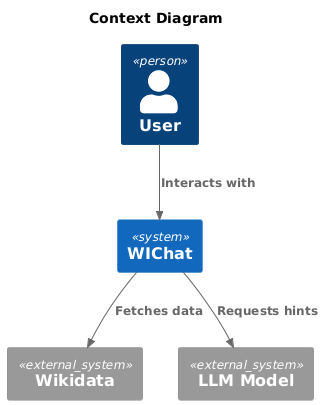 Context Diagram
«person»
User
Interacts with
«system»
WIChat
Fetches data
Requests hints
«external_system»
Wikidata
«external_system»
LLM Model